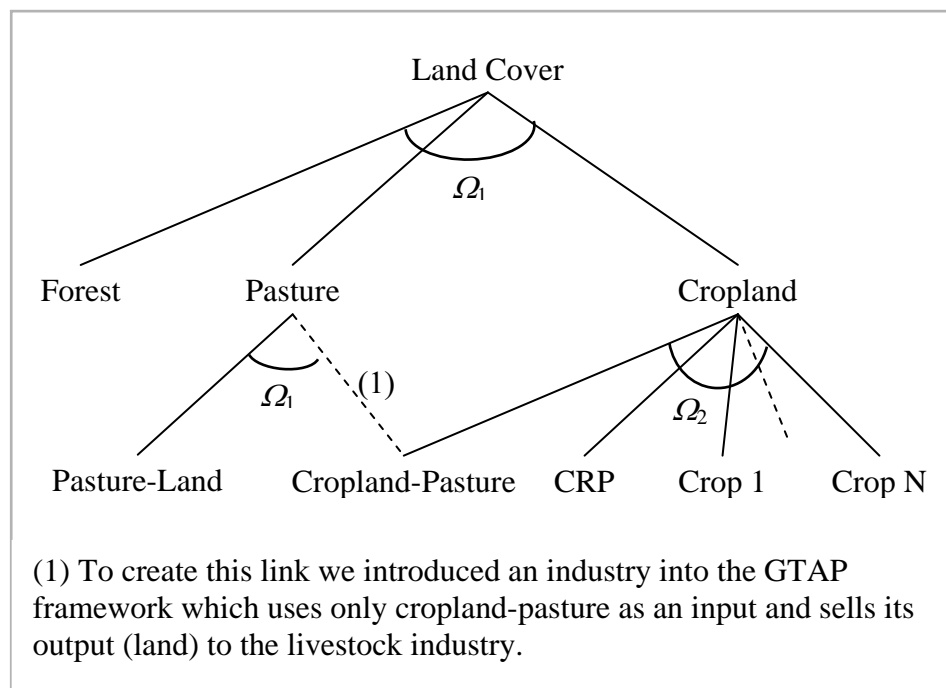 Land Cover
Ω1
Forest Pasture Cropland
Ω1 (1) Ω2
Pasture-Land Cropland-Pasture CRP Crop 1 Crop N
(1) To create this link we introduced an industry into the GTAP
framework which uses only cropland-pasture as an input and sells its
output (land) to the livestock industry.